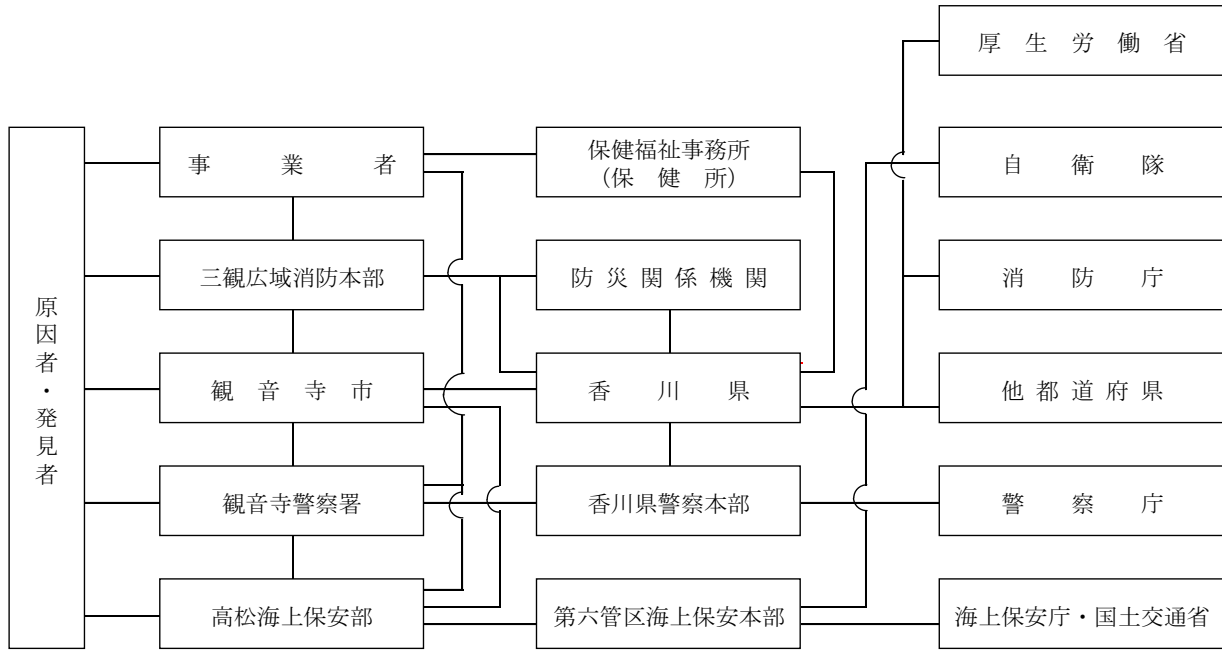 厚生労働省
事業者
保健福祉事務所
（保健所）
自衛隊
三観広域消防本部
防災関係機関
消防庁
原因者・発見者
観音寺市
香川県
他都道府県
観音寺警察署
香川県警察本部
警察庁
高松海上保安部
第六管区海上保安本部
海上保安庁・国土交通省